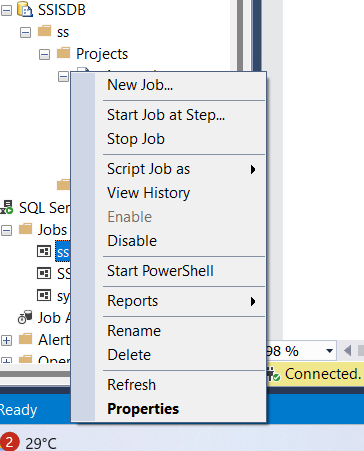 SSISDB
ss
Projects
New Job...
Start Job at Step...
Stop Job
Script Job as
View History
Enable
Disable
Start PowerShell
Reports
Rename
Delete
Refresh
Properties
SQL Ser
Jobs
ss
SS
sy
Job A
Alert
98 %
Connected.
Ready
2
29°C